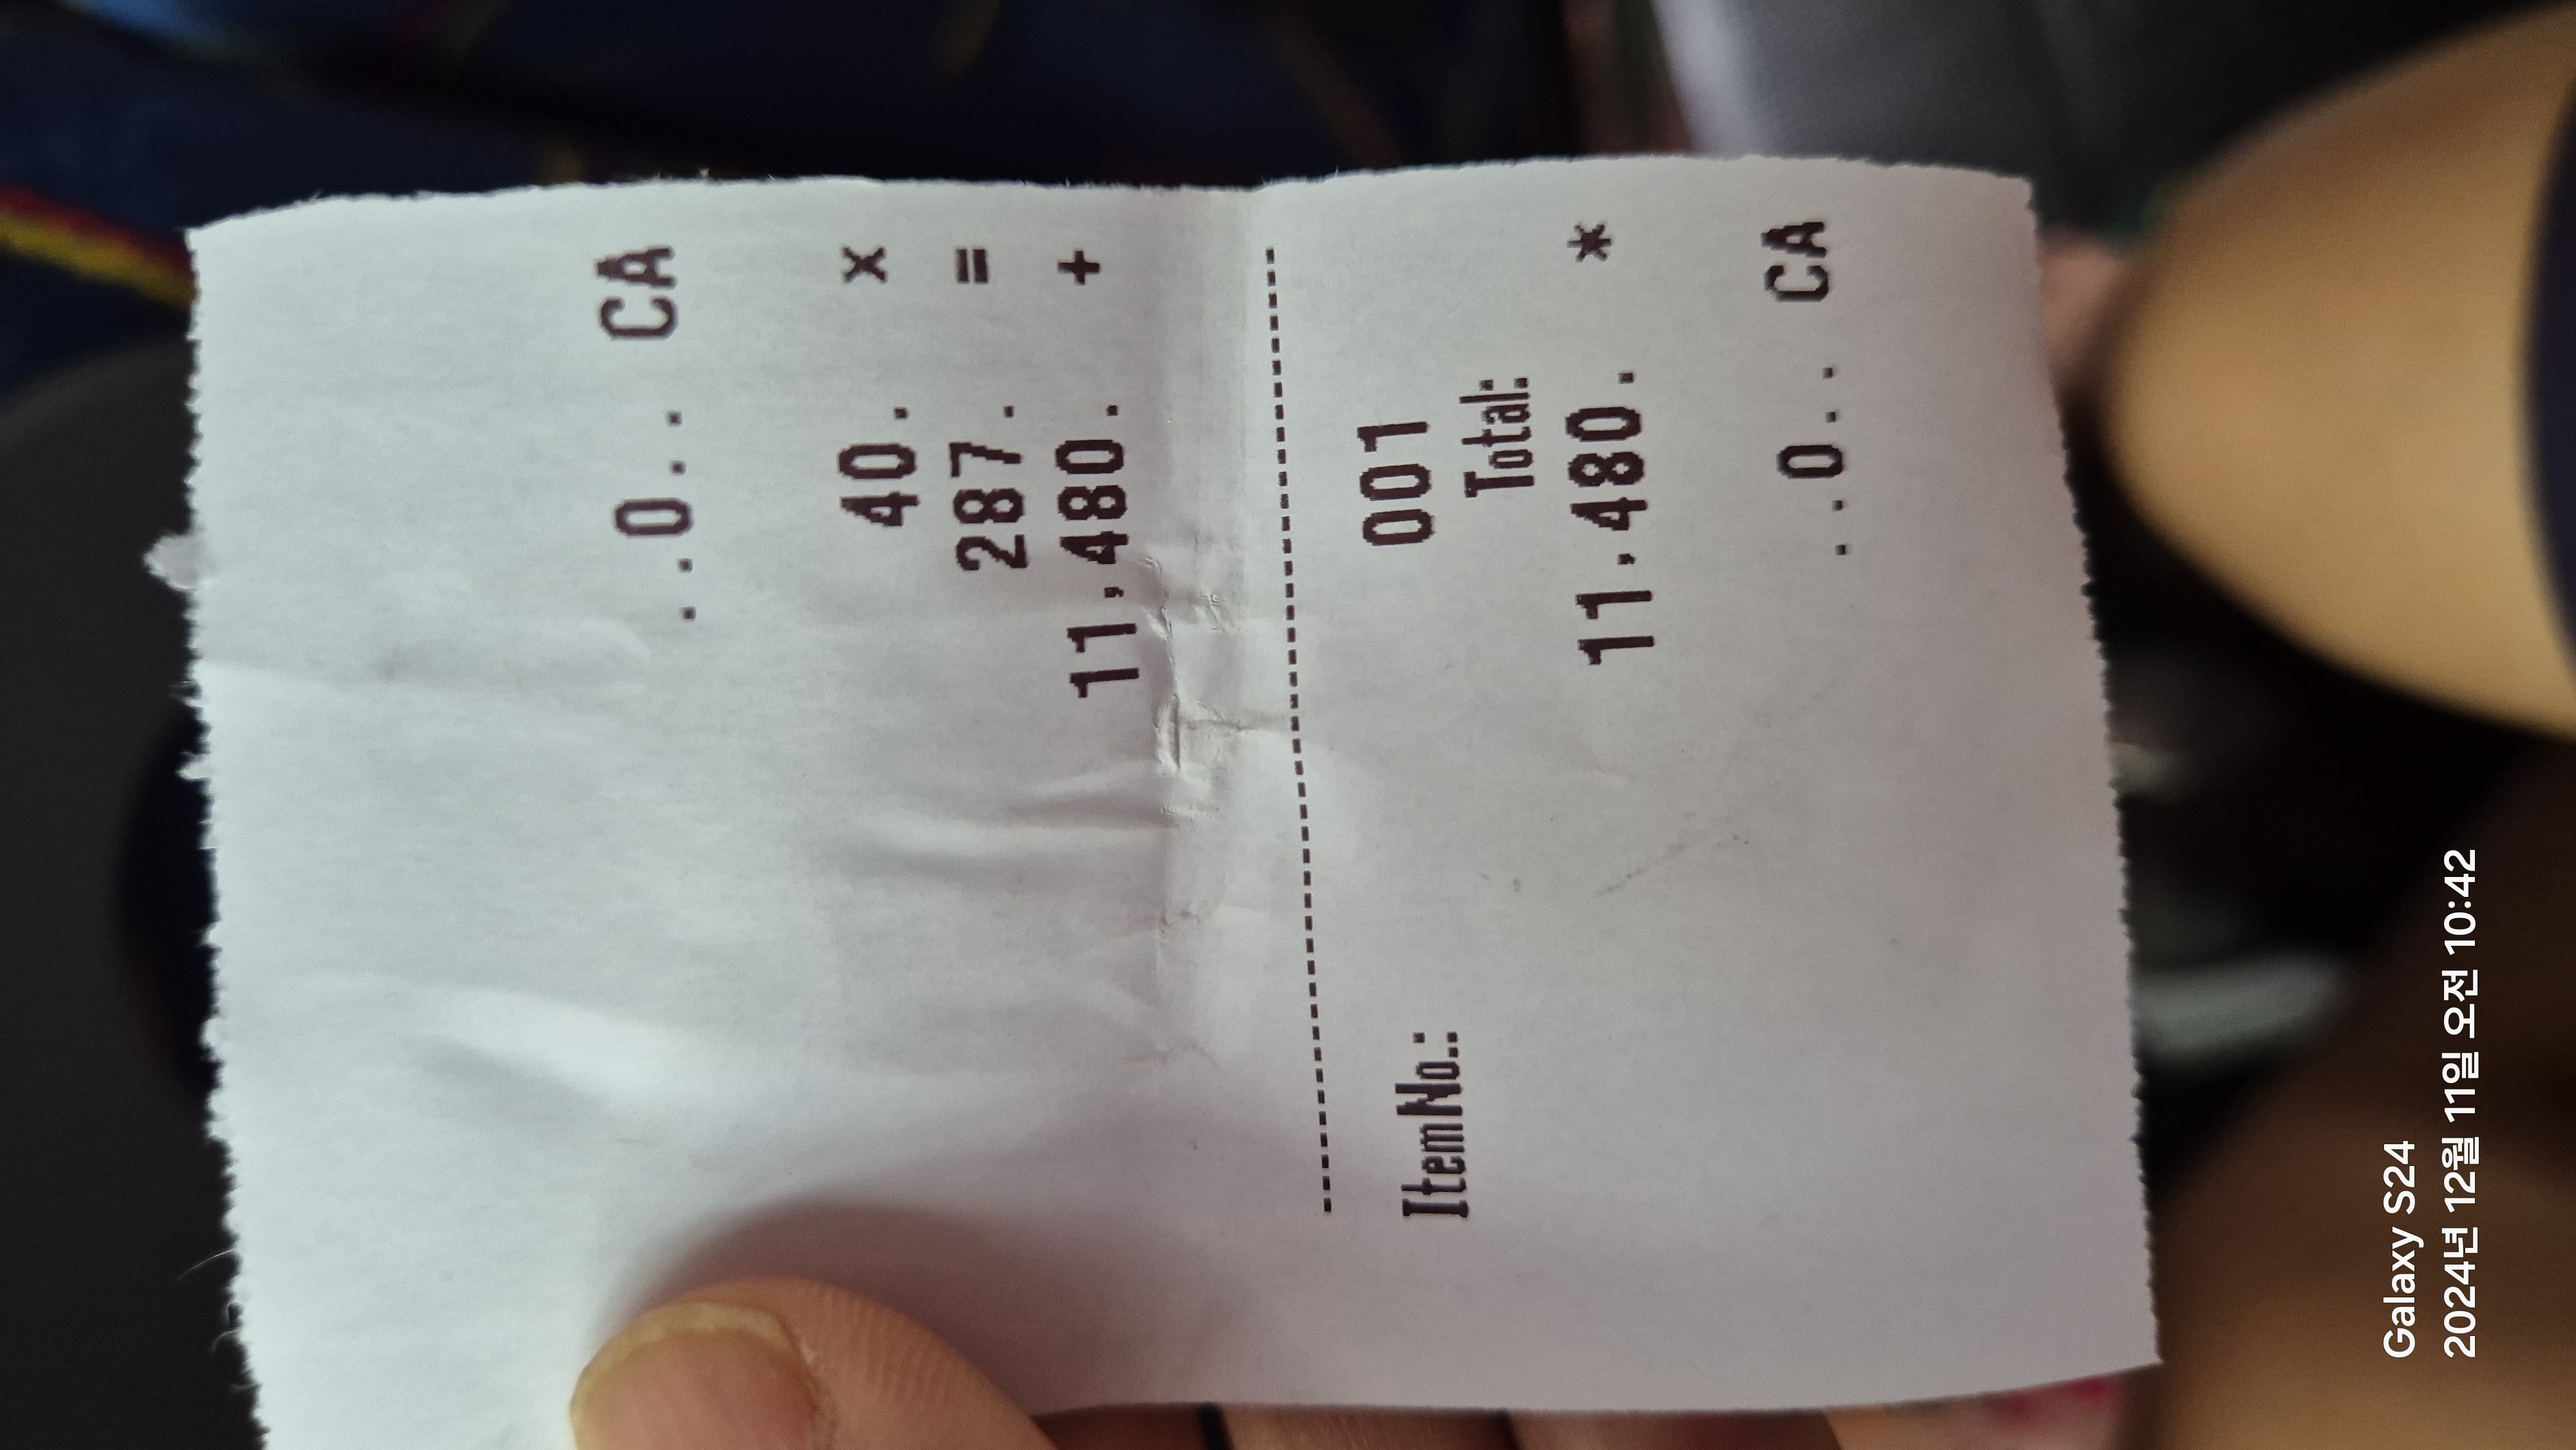 ..0.. CA
40. x
287. =
11,480. +
ItemNo.: 001
Total:
11,480. *
..0.. CA
Galaxy S24
2024년 12월 11일 오전 10:42